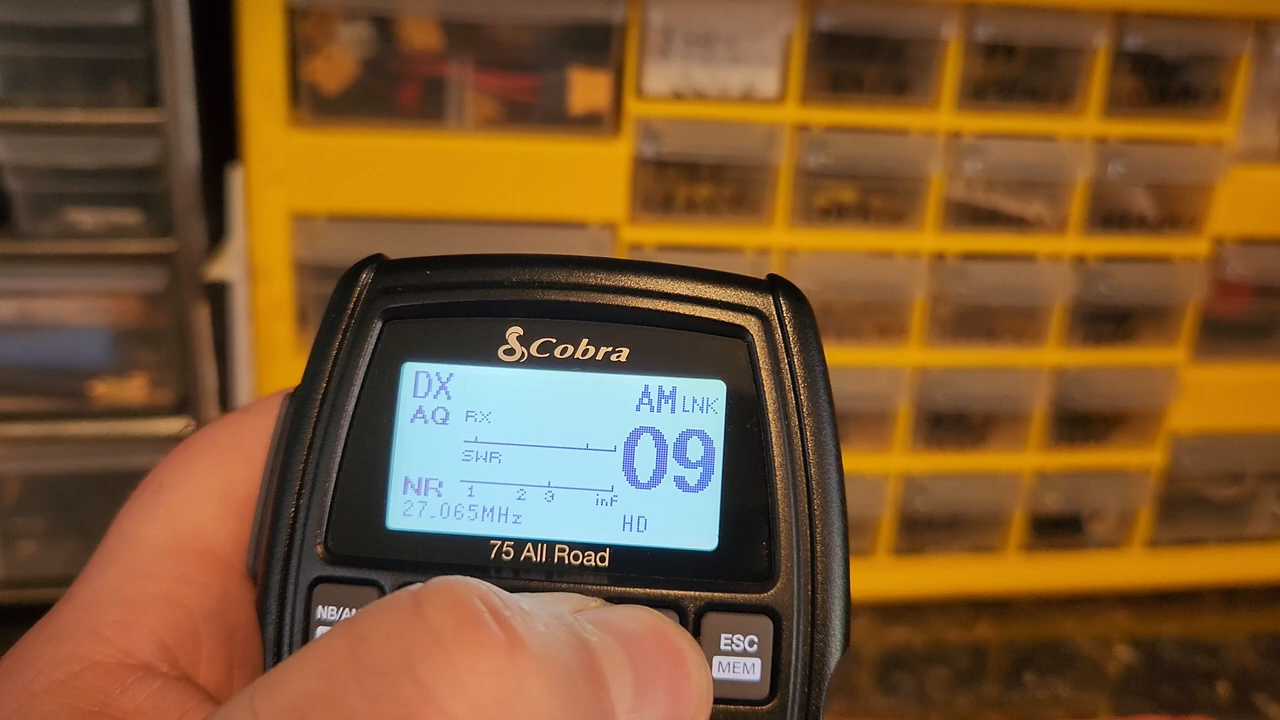 Cobra
DX
AM LNK
AQ RX
09
SWR
NR
1 2 3 inf
27.065MHz
HD
75 All Road
ESC
MEM